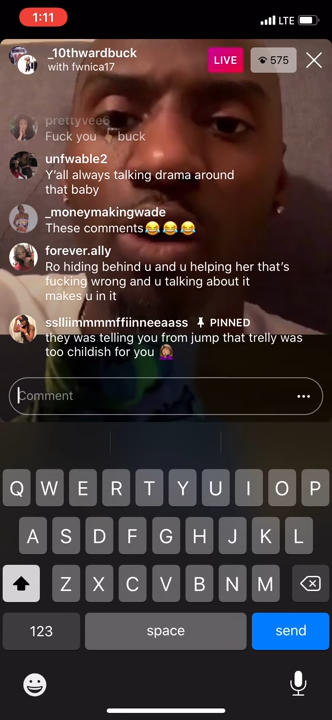 1:11
LTE
_10thwardbuck
with fwnica17
LIVE
575
prettyvee6
Fuck you buck
unfwable2
Y'all always talking drama around
that baby
_moneymakingwade
These comments😂😂😂
forever.ally
Ro hiding behind u and u helping her that's
fucking wrong and u talking about it
makes u in it
ssslliimmmmffiinneeaass PINNED
they was telling you from jump that trelly was
too childish for you 🤦🏽‍♀️
Comment
Q W E R T Y U I O P
A S D F G H J K L
Z X C V B N M
123 space send